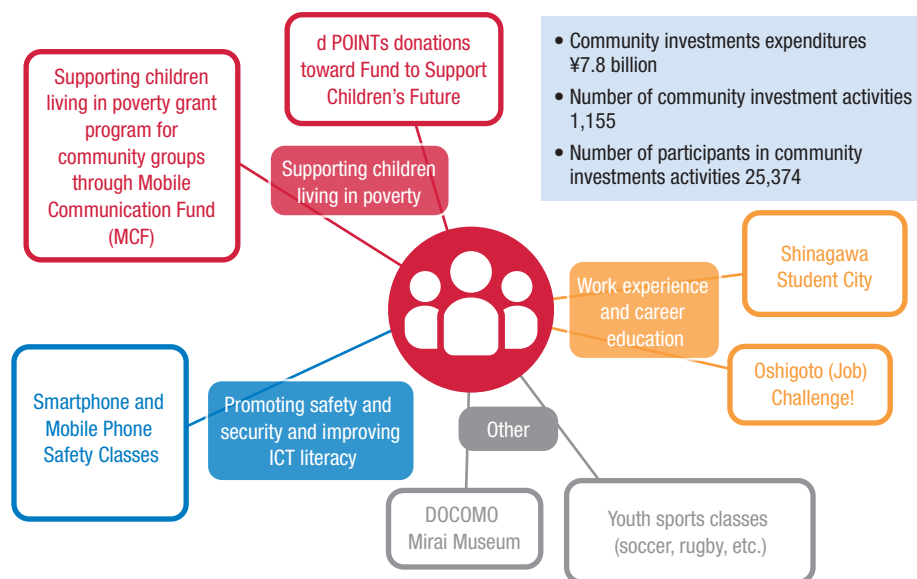 Supporting children
living in poverty grant
program for
community groups
through Mobile
Communication Fund
(MCF)
d POINTs donations
toward Fund to Support
Children's Future
• Community investments expenditures
¥7.8 billion
• Number of community investment activities
1,155
• Number of participants in community
investments activities 25,374
Supporting children
living in poverty
Work experience
and career
education
Shinagawa
Student City
Oshigoto (Job)
Challenge!
Smartphone and
Mobile Phone
Safety Classes
Promoting safety and
security and improving
ICT literacy
Other
DOCOMO
Mirai Museum
Youth sports classes
(soccer, rugby, etc.)